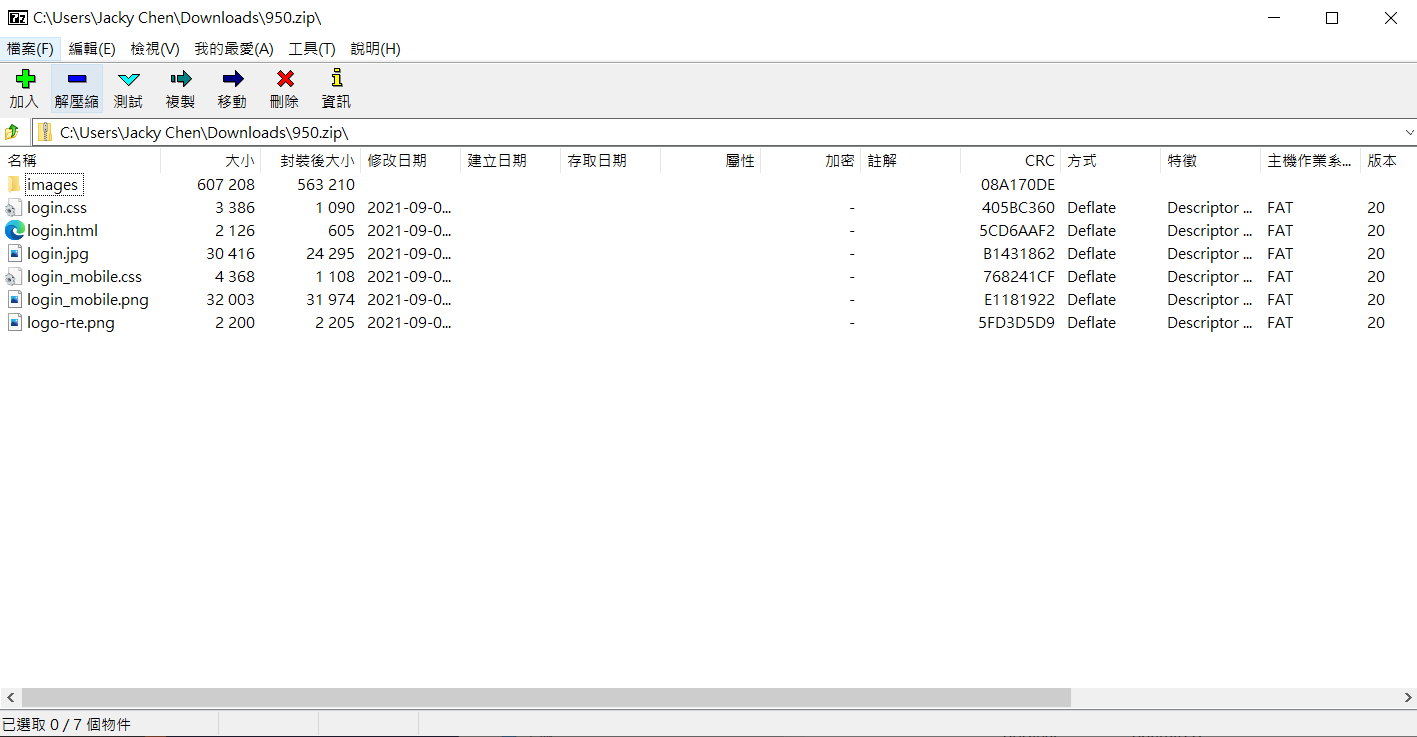 C:\Users\Jacky Chen\Downloads\950.zip\
檔案(F) 編輯(E) 檢視(V) 我的最愛(A) 工具(T) 說明(H)
加入 解壓縮 測試 複製 移動 刪除 資訊
C:\Users\Jacky Chen\Downloads\950.zip\
名稱 大小 封裝後大小 修改日期 建立日期 存取日期 屬性 加密 註解 CRC 方式 特徵 主機作業系... 版本
images 607 208 563 210 08A170DE
login.css 3 386 1 090 2021-09-0... - 405BC360 Deflate Descriptor ... FAT 20
login.html 2 126 605 2021-09-0... - 5CD6AAF2 Deflate Descriptor ... FAT 20
login.jpg 30 416 24 295 2021-09-0... - B1431862 Deflate Descriptor ... FAT 20
login_mobile.css 4 368 1 108 2021-09-0... - 768241CF Deflate Descriptor ... FAT 20
login_mobile.png 32 003 31 974 2021-09-0... - E1181922 Deflate Descriptor ... FAT 20
logo-rte.png 2 200 2 205 2021-09-0... - 5FD3D5D9 Deflate Descriptor ... FAT 20
已選取 0 / 7 個物件